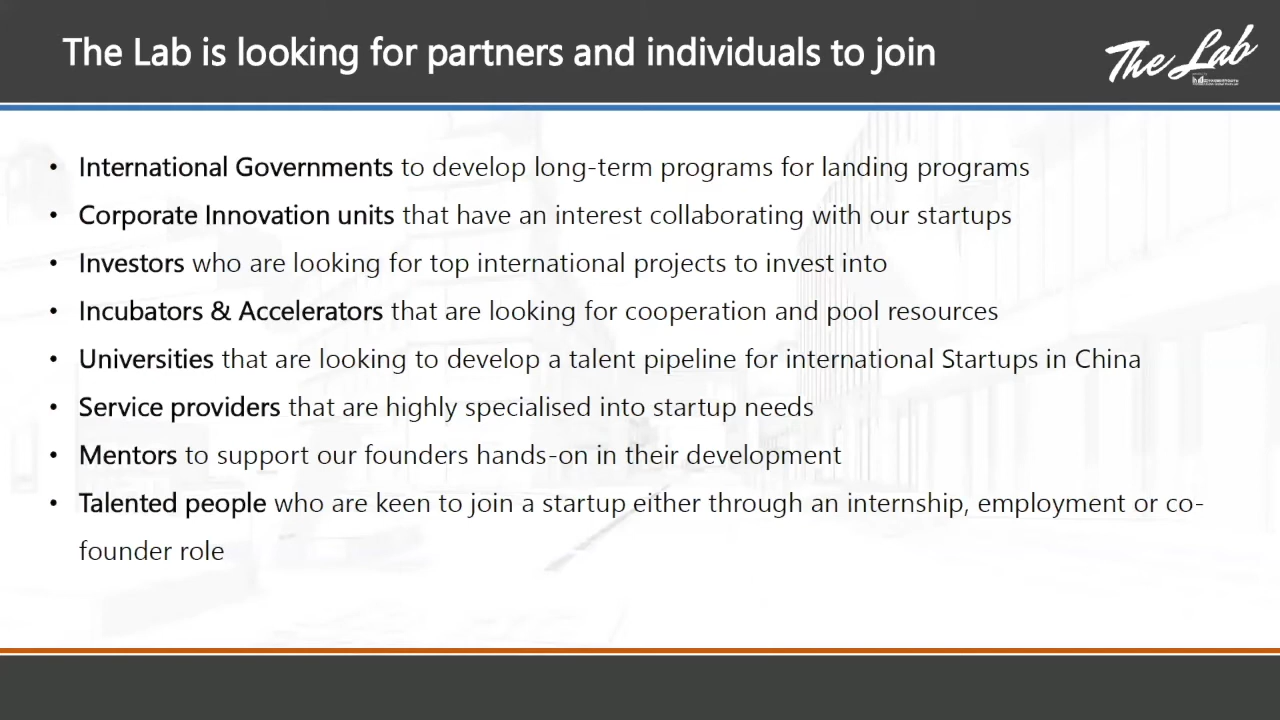 The Lab is looking for partners and individuals to join
The Lab
• International Governments to develop long-term programs for landing programs
• Corporate Innovation units that have an interest collaborating with our startups
• Investors who are looking for top international projects to invest into
• Incubators & Accelerators that are looking for cooperation and pool resources
• Universities that are looking to develop a talent pipeline for international Startups in China
• Service providers that are highly specialised into startup needs
• Mentors to support our founders hands-on in their development
• Talented people who are keen to join a startup either through an internship, employment or co-
founder role